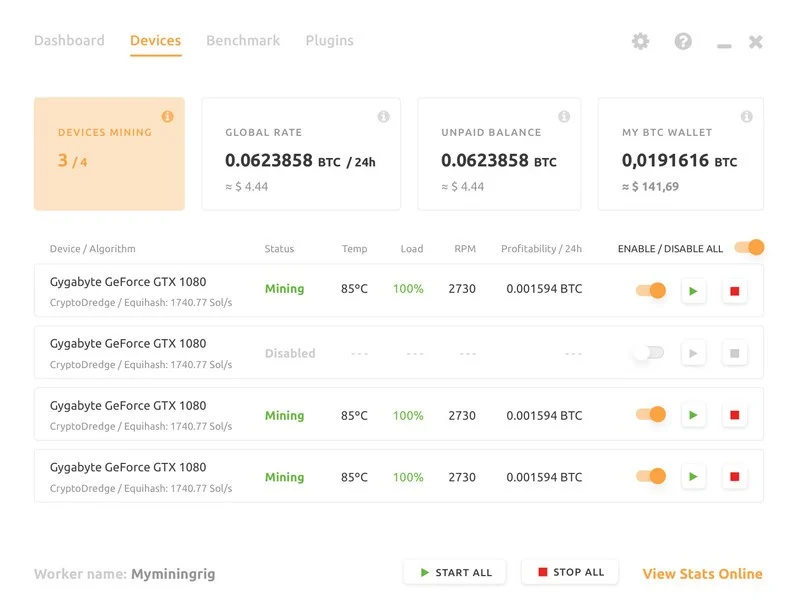 Dashboard Devices Benchmark Plugins
DEVICES MINING
3 / 4
GLOBAL RATE
0.0623858 BTC / 24h
≈ $ 4.44
UNPAID BALANCE
0.0623858 BTC
≈ $ 4.44
MY BTC WALLET
0,0191616 BTC
≈ $ 141,69
Device / Algorithm Status Temp Load RPM Profitability / 24h ENABLE / DISABLE ALL
Gygabyte GeForce GTX 1080
CryptoDredge / Equihash: 1740.77 Sol/s
Mining 85ºC 100% 2730 0.001594 BTC
Gygabyte GeForce GTX 1080
CryptoDredge / Equihash: 1740.77 Sol/s
Disabled --- --- --- ---
Gygabyte GeForce GTX 1080
CryptoDredge / Equihash: 1740.77 Sol/s
Mining 85ºC 100% 2730 0.001594 BTC
Gygabyte GeForce GTX 1080
CryptoDredge / Equihash: 1740.77 Sol/s
Mining 85ºC 100% 2730 0.001594 BTC
Worker name: Myminingrig START ALL STOP ALL View Stats Online